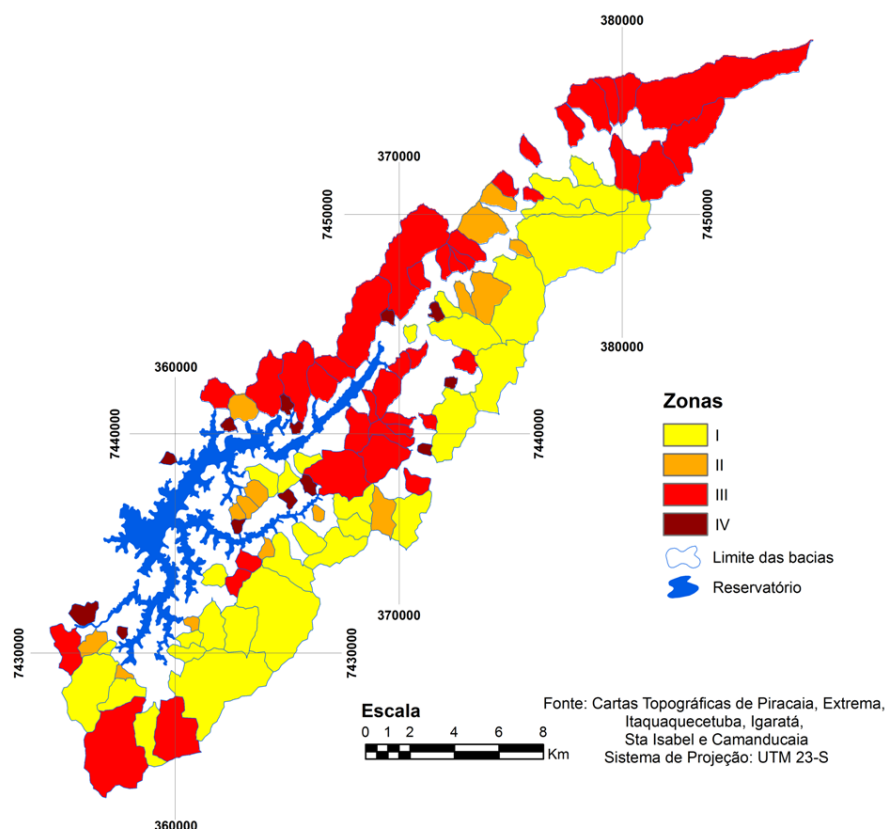 380000
370000
7450000
7450000
360000
380000
7440000
7440000
Zonas
I
II
III
IV
Limite das bacias
Reservatório
370000
7430000
7430000
Escala
0 1 2 4 6 8
Km
Fonte: Cartas Topográficas de Piracaia, Extrema,
Itaquaquecetuba, Igaratá,
Sta Isabel e Camanducaia
Sistema de Projeção: UTM 23-S
360000